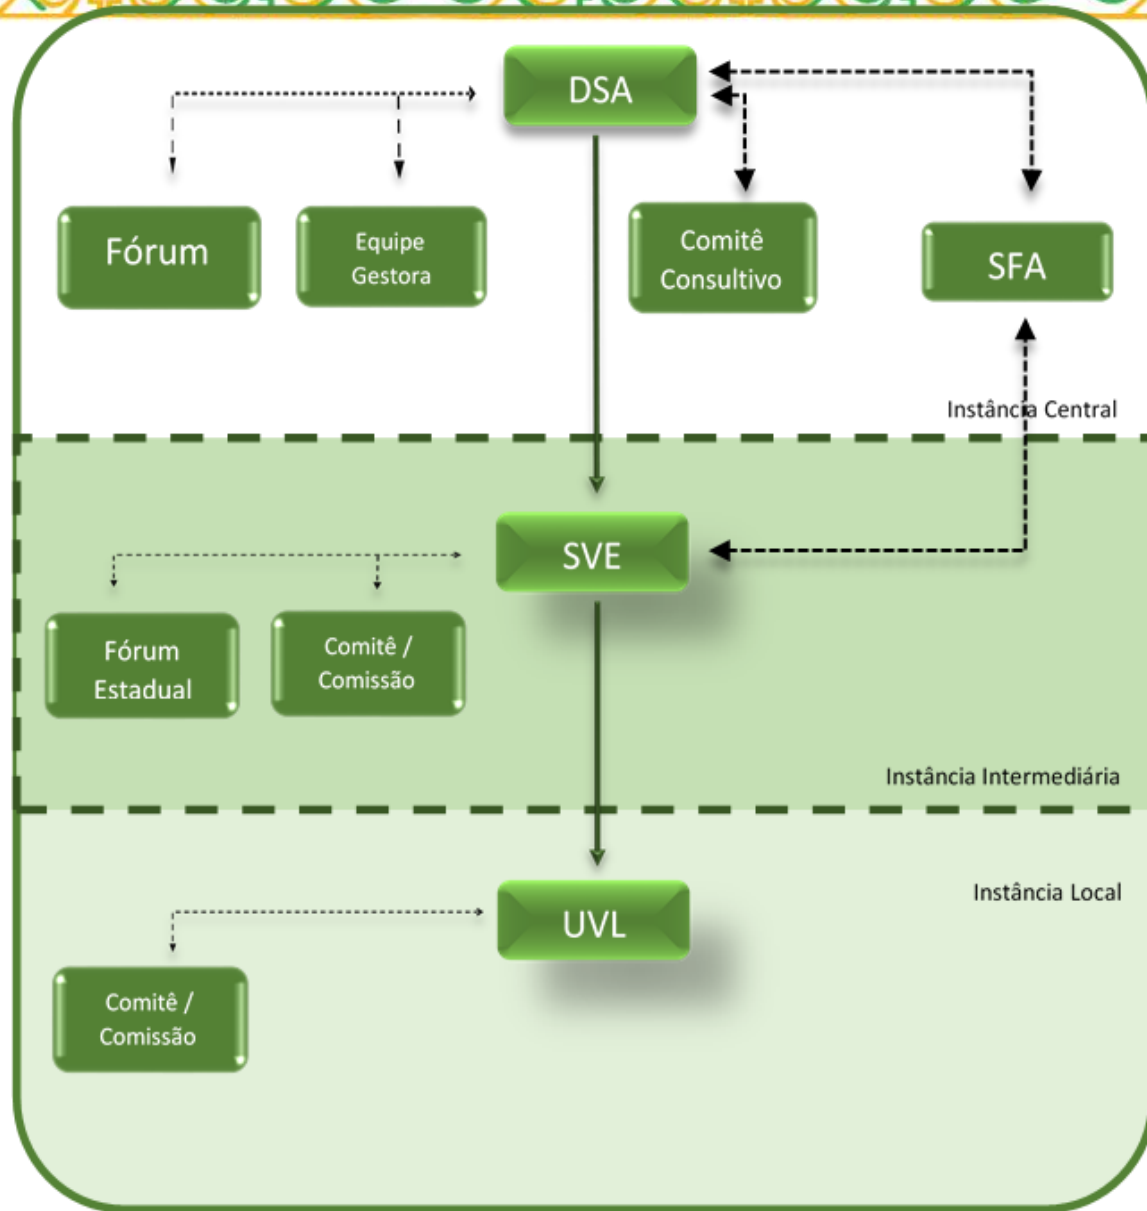 DSA
Fórum
Equipe
Gestora
Comitê
Consultivo
SFA
Instância Central
SVE
Fórum
Estadual
Comitê /
Comissão
Instância Intermediária
Instância Local
UVL
Comitê /
Comissão